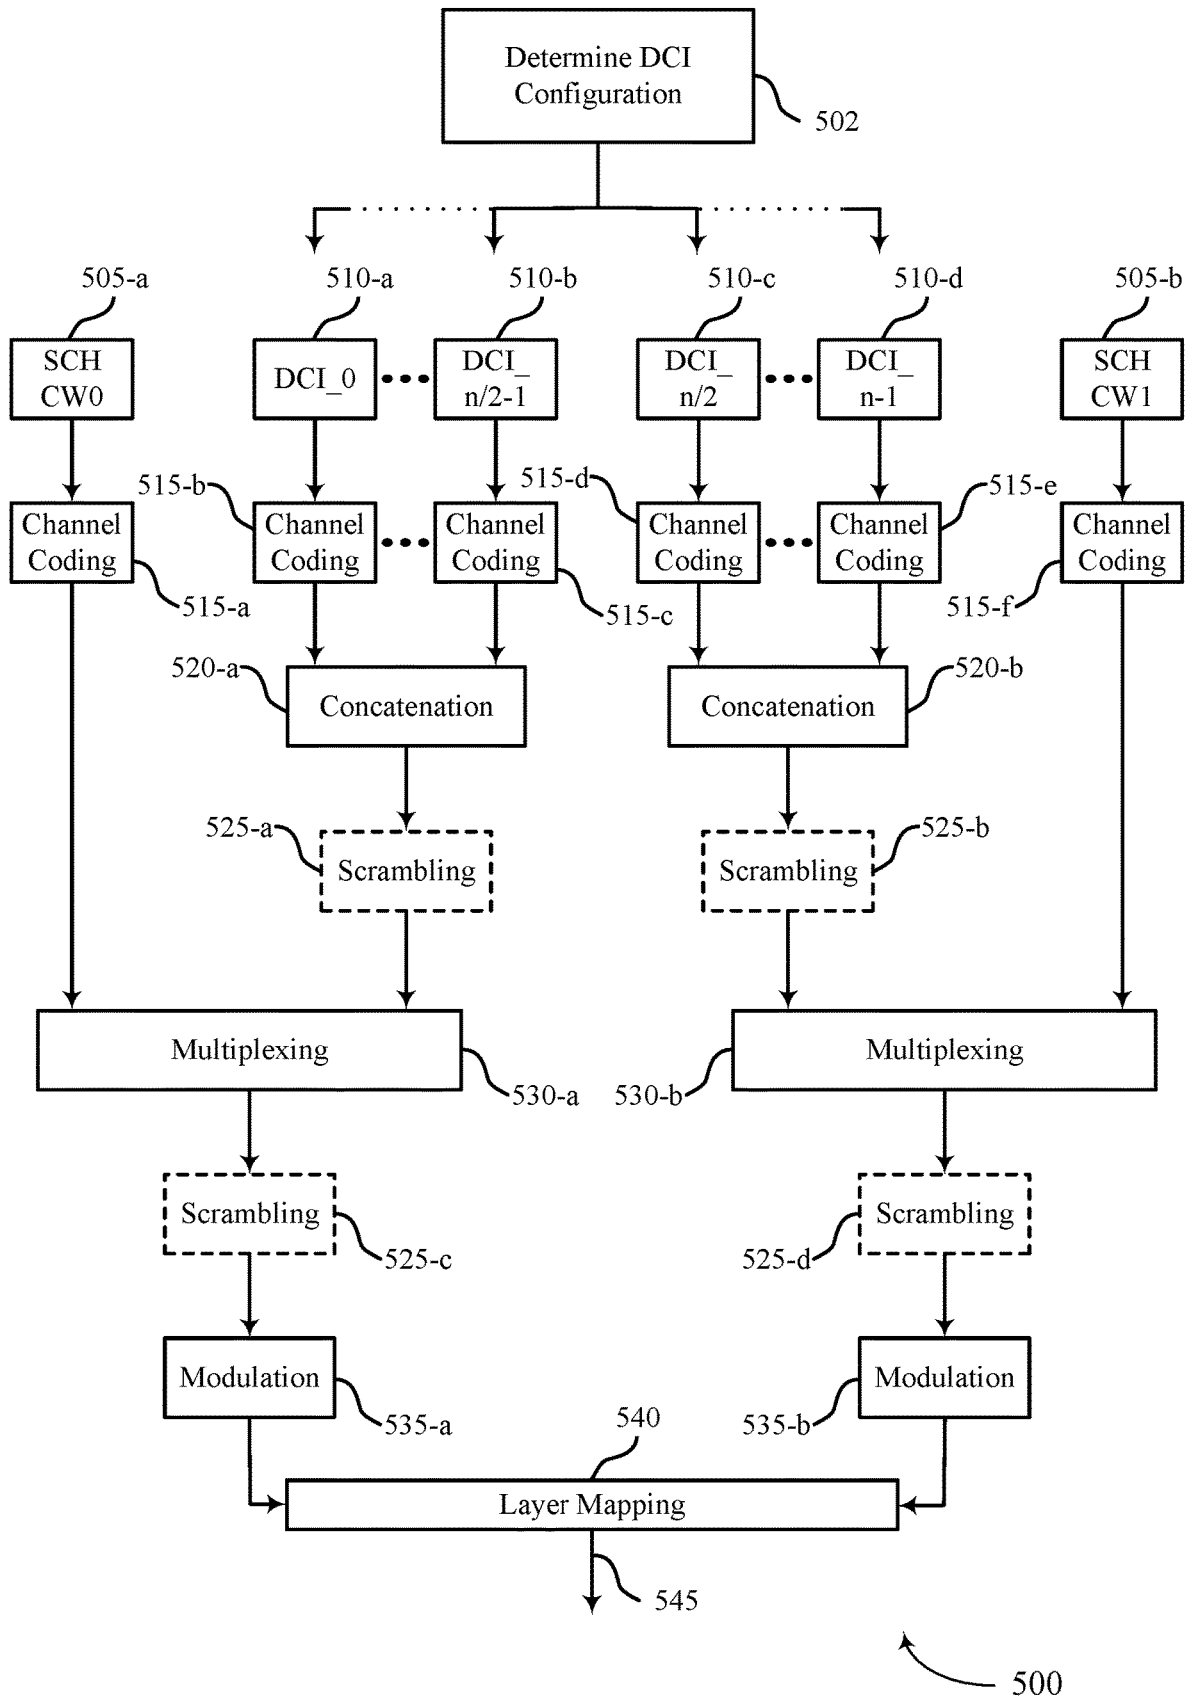 Determine DCI
Configuration
502
505-a
510-a
510-b
510-c
510-d
505-b
SCH
CW0
DCI_0
DCI_
n/2-1
DCI_
n/2
DCI_
n-1
SCH
CW1
515-b
515-d
515-e
Channel
Coding
Channel
Coding
Channel
Coding
Channel
Coding
Channel
Coding
Channel
Coding
515-a
515-c
515-f
520-a
520-b
Concatenation
Concatenation
525-a
525-b
Scrambling
Scrambling
Multiplexing
Multiplexing
530-a
530-b
Scrambling
Scrambling
525-c
525-d
Modulation
Modulation
535-a
535-b
540
Layer Mapping
545
500